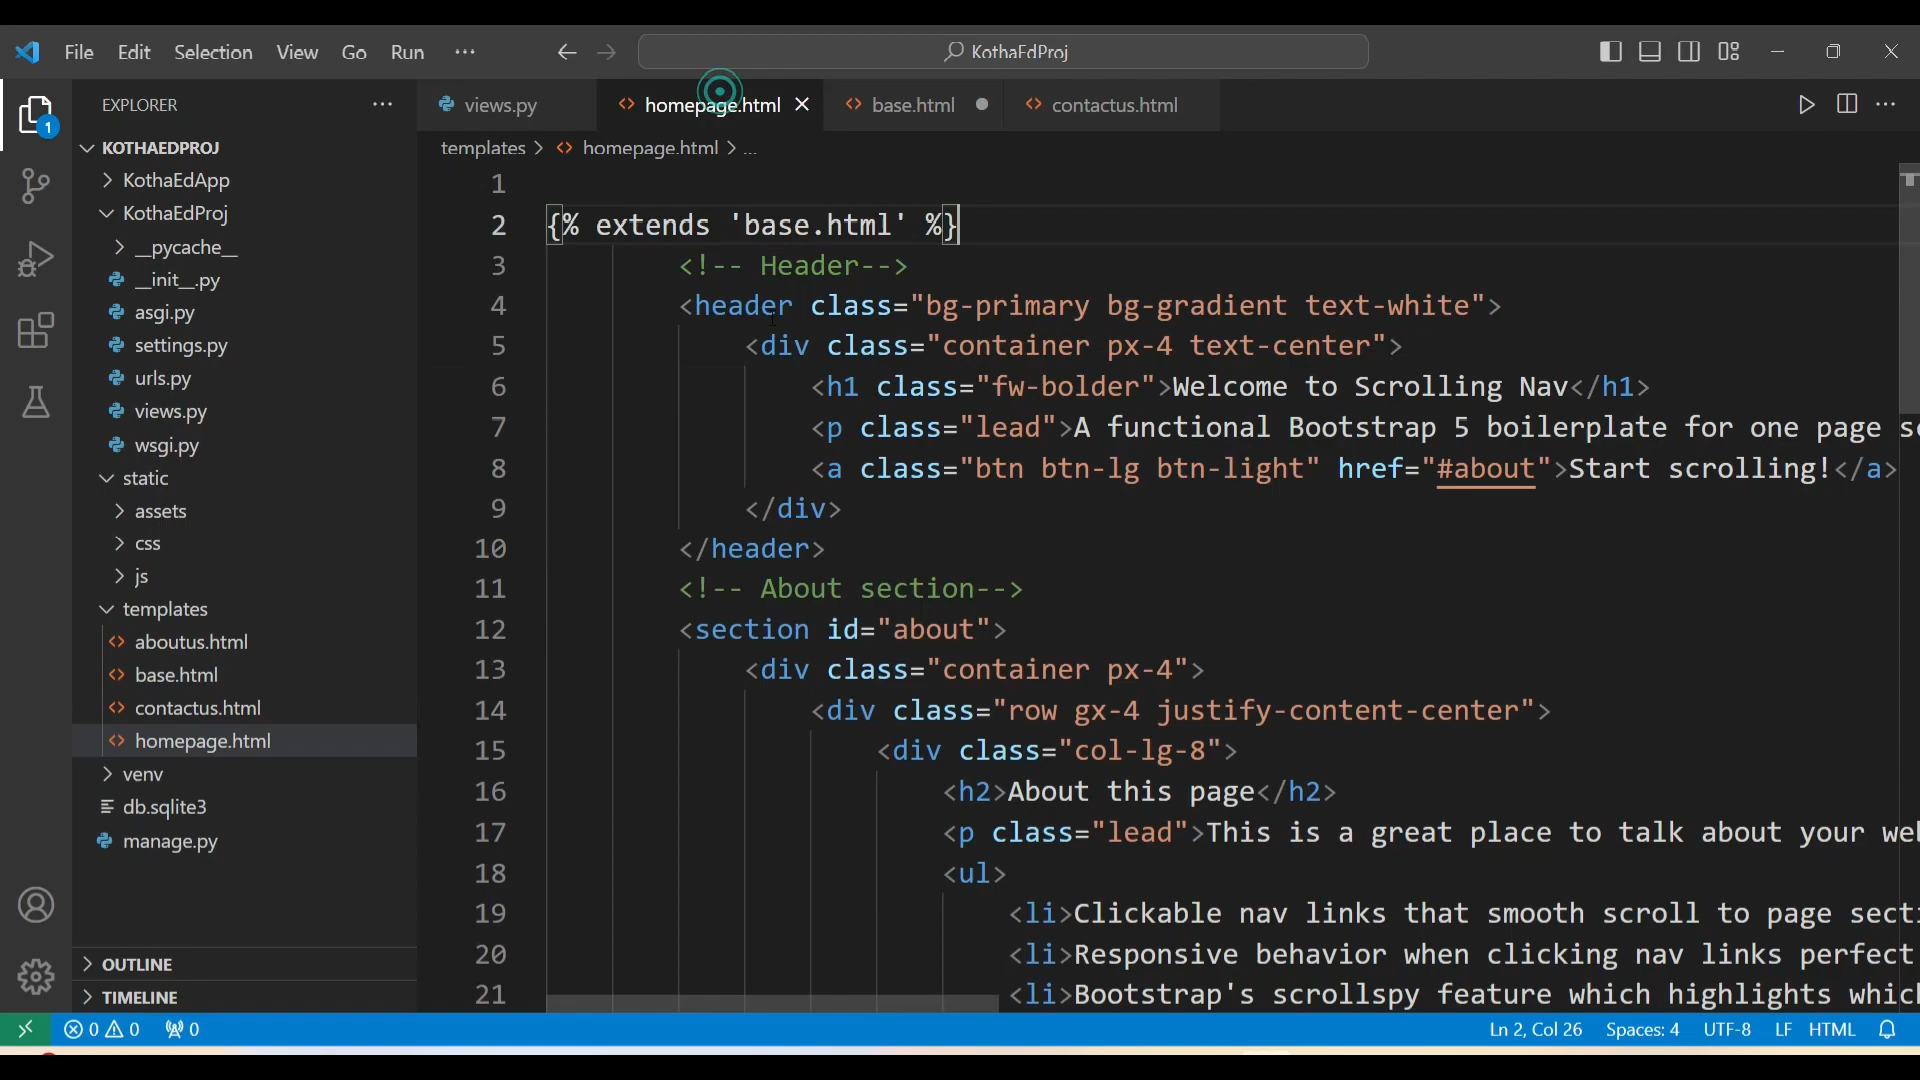 File Edit Selection View Go Run ··· KothaEdProj
EXPLORER ···
views.py homepage.html base.html contactus.html
templates > homepage.html > ...
1
KOTHAEDPROJ
KothaEdApp
KothaEdProj
__pycache__
__init__.py
asgi.py
settings.py
urls.py
views.py
wsgi.py
static
assets
css
js
templates
aboutus.html
base.html
contactus.html
homepage.html
venv
db.sqlite3
manage.py
OUTLINE
TIMELINE
1
2 {% extends 'base.html' %}
3 <!-- Header-->
4 <header class="bg-primary bg-gradient text-white">
5 <div class="container px-4 text-center">
6 <h1 class="fw-bolder">Welcome to Scrolling Nav</h1>
7 <p class="lead">A functional Bootstrap 5 boilerplate for one page
8 <a class="btn btn-lg btn-light" href="#about">Start scrolling!</a>
9 </div>
10 </header>
11 <!-- About section-->
12 <section id="about">
13 <div class="container px-4">
14 <div class="row gx-4 justify-content-center">
15 <div class="col-lg-8">
16 <h2>About this page</h2>
17 <p class="lead">This is a great place to talk about your
18 <ul>
19 <li>Clickable nav links that smooth scroll to page
20 <li>Responsive behavior when clicking nav links perfect
21 <li>Bootstrap's scrollspy feature which highlights
0 0 0 Ln 2, Col 26 Spaces: 4 UTF-8 LF HTML